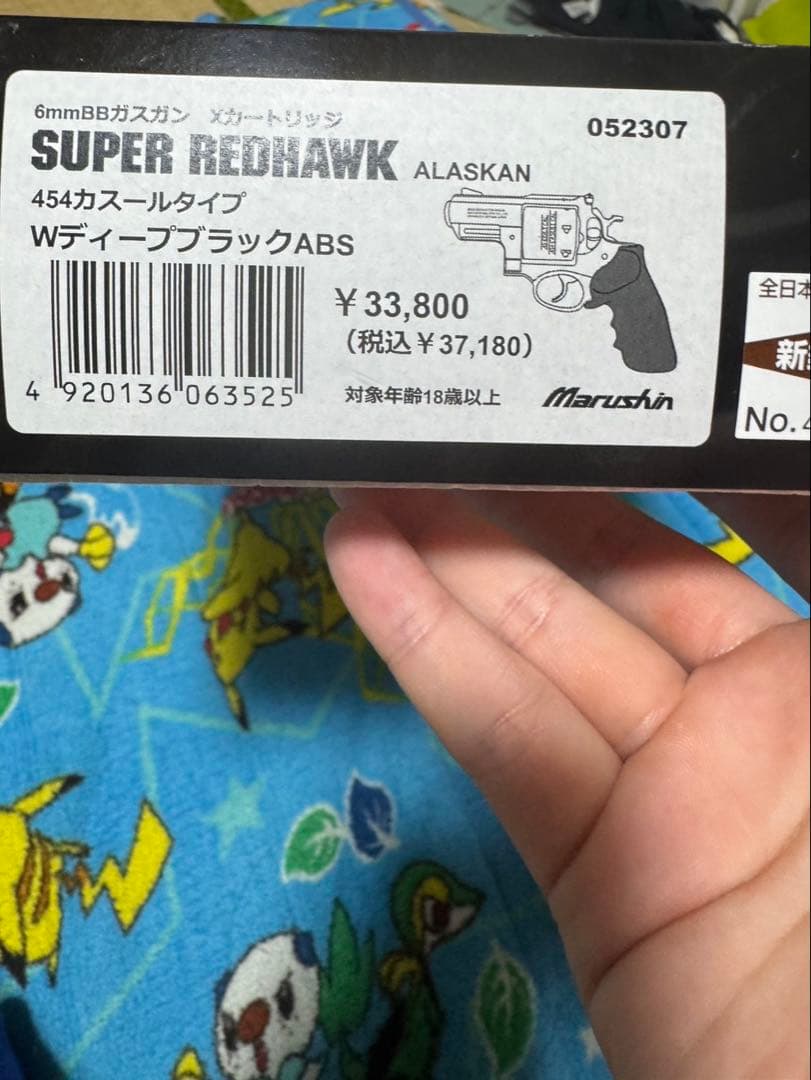 6mmBBガスガン Xカートリッジ
052307
SUPER REDHAWK ALASKAN
454カスールタイプ
WディープブラックABS
¥33,800
(税込¥37,180)
4 920136 063525
対象年齢18歳以上
Marushin
全日本
新
No.